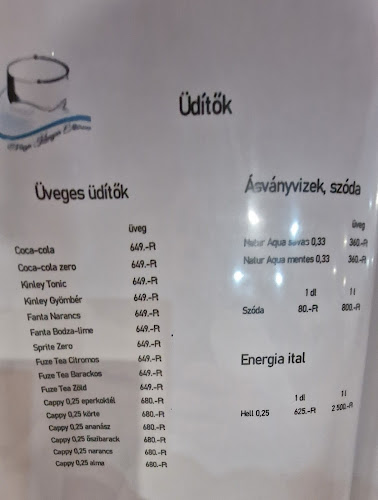 Üdítők
Üveges üdítők
üveg
Coca-cola 649.-Ft
Coca-cola zero 649.-Ft
Kinley Tonic 649.-Ft
Kinley Gyömbér 649.-Ft
Fanta Narancs 649.-Ft
Fanta Bodza-lime 649.-Ft
Sprite Zero 649.-Ft
Fuze Tea Citromos 649.-Ft
Fuze Tea Barackos 649.-Ft
Fuze Tea Zöld 649.-Ft
Cappy 0,25 eperkoktél 680.-Ft
Cappy 0,25 körte 680.-Ft
Cappy 0,25 ananász 680.-Ft
Cappy 0,25 őszibarack 680.-Ft
Cappy 0,25 narancs 680.-Ft
Cappy 0,25 alma 680.-Ft
Ásványvizek, szóda
üveg
Natur Aqua savas 0,33 360.-Ft
Natur Aqua mentes 0,33 360.-Ft
1 dl 1 l
Szóda 80.-Ft 800.-Ft
Energia ital
1 dl 1 l
Hell 0,25 625.-Ft 2 500.-Ft